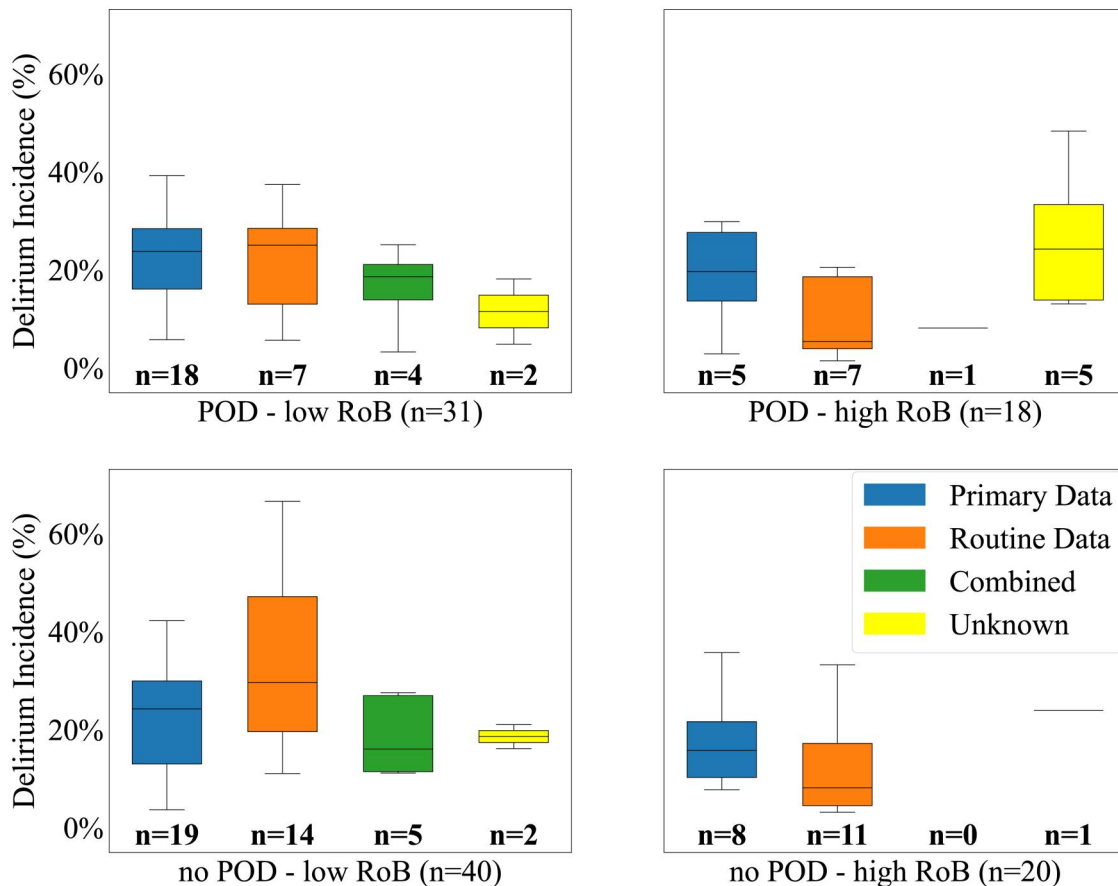 Delirium Incidence (%)
60%
40%
20%
0%
n=18 n=7 n=4 n=2
POD - low RoB (n=31)
n=5 n=7 n=1 n=5
POD - high RoB (n=18)
Delirium Incidence (%)
60%
40%
20%
0%
n=19 n=14 n=5 n=2
no POD - low RoB (n=40)
Primary Data
Routine Data
Combined
Unknown
n=8 n=11 n=0 n=1
no POD - high RoB (n=20)